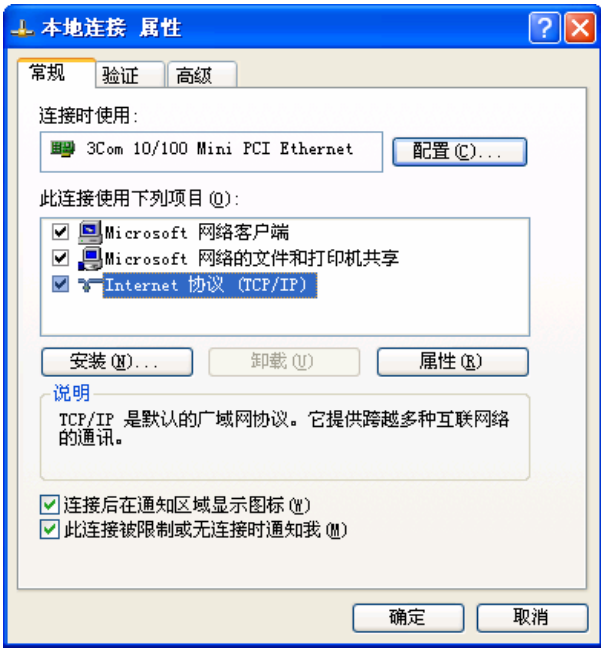 本地连接 属性
常规 验证 高级
连接时使用:
3Com 10/100 Mini PCI Ethernet 配置(C)...
此连接使用下列项目(O):
Microsoft 网络客户端
Microsoft 网络的文件和打印机共享
Internet 协议 (TCP/IP)
安装(N)... 卸载(U) 属性(R)
说明
TCP/IP 是默认的广域网协议。它提供跨越多种互联网络
的通讯。
连接后在通知区域显示图标(W)
此连接被限制或无连接时通知我(M)
确定 取消